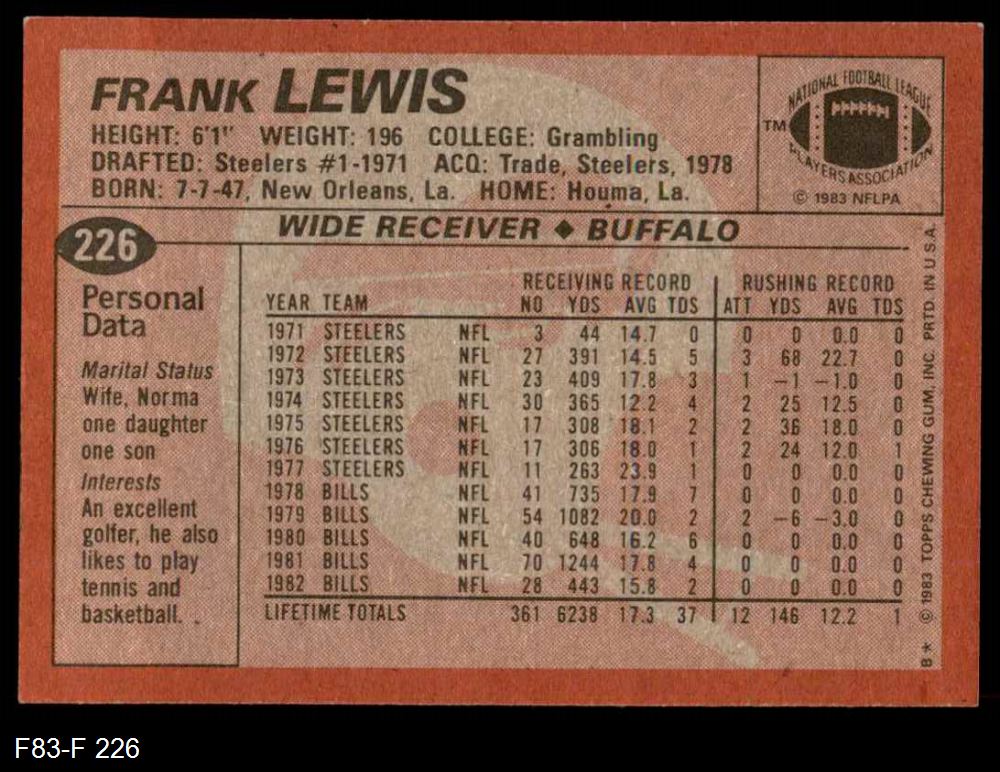 FRANK LEWIS
HEIGHT: 6'1" WEIGHT: 196 COLLEGE: Grambling
DRAFTED: Steelers #1-1971 ACQ: Trade, Steelers, 1978
BORN: 7-7-47, New Orleans, La. HOME: Houma, La.
NATIONAL FOOTBALL LEAGUE
TM
PLAYERS ASSOCIATION
© 1983 NFLPA
226
WIDE RECEIVER ◆ BUFFALO
Personal
Data
Marital Status
Wife, Norma
one daughter
one son
Interests
An excellent
golfer, he also
likes to play
tennis and
basketball.
RECEIVING RECORD RUSHING RECORD
YEAR TEAM NO YDS AVG TDS ATT YDS AVG TDS
1971 STEELERS NFL 3 44 14.7 0 0 0 0.0 0
1972 STEELERS NFL 27 391 14.5 5 3 68 22.7 0
1973 STEELERS NFL 23 409 17.8 3 1 -1 -1.0 0
1974 STEELERS NFL 30 365 12.2 4 2 25 12.5 0
1975 STEELERS NFL 17 308 18.1 2 2 36 18.0 0
1976 STEELERS NFL 17 306 18.0 1 2 24 12.0 1
1977 STEELERS NFL 11 263 23.9 1 0 0 0.0 0
1978 BILLS NFL 41 735 17.9 7 0 0 0.0 0
1979 BILLS NFL 54 1082 20.0 2 2 -6 -3.0 0
1980 BILLS NFL 40 648 16.2 6 0 0 0.0 0
1981 BILLS NFL 70 1244 17.8 4 0 0 0.0 0
1982 BILLS NFL 28 443 15.8 2 0 0 0.0 0
LIFETIME TOTALS 361 6238 17.3 37 12 146 12.2 1
B* © 1983 TOPPS CHEWING GUM, INC. PRTD. IN U.S.A.
F83-F 226